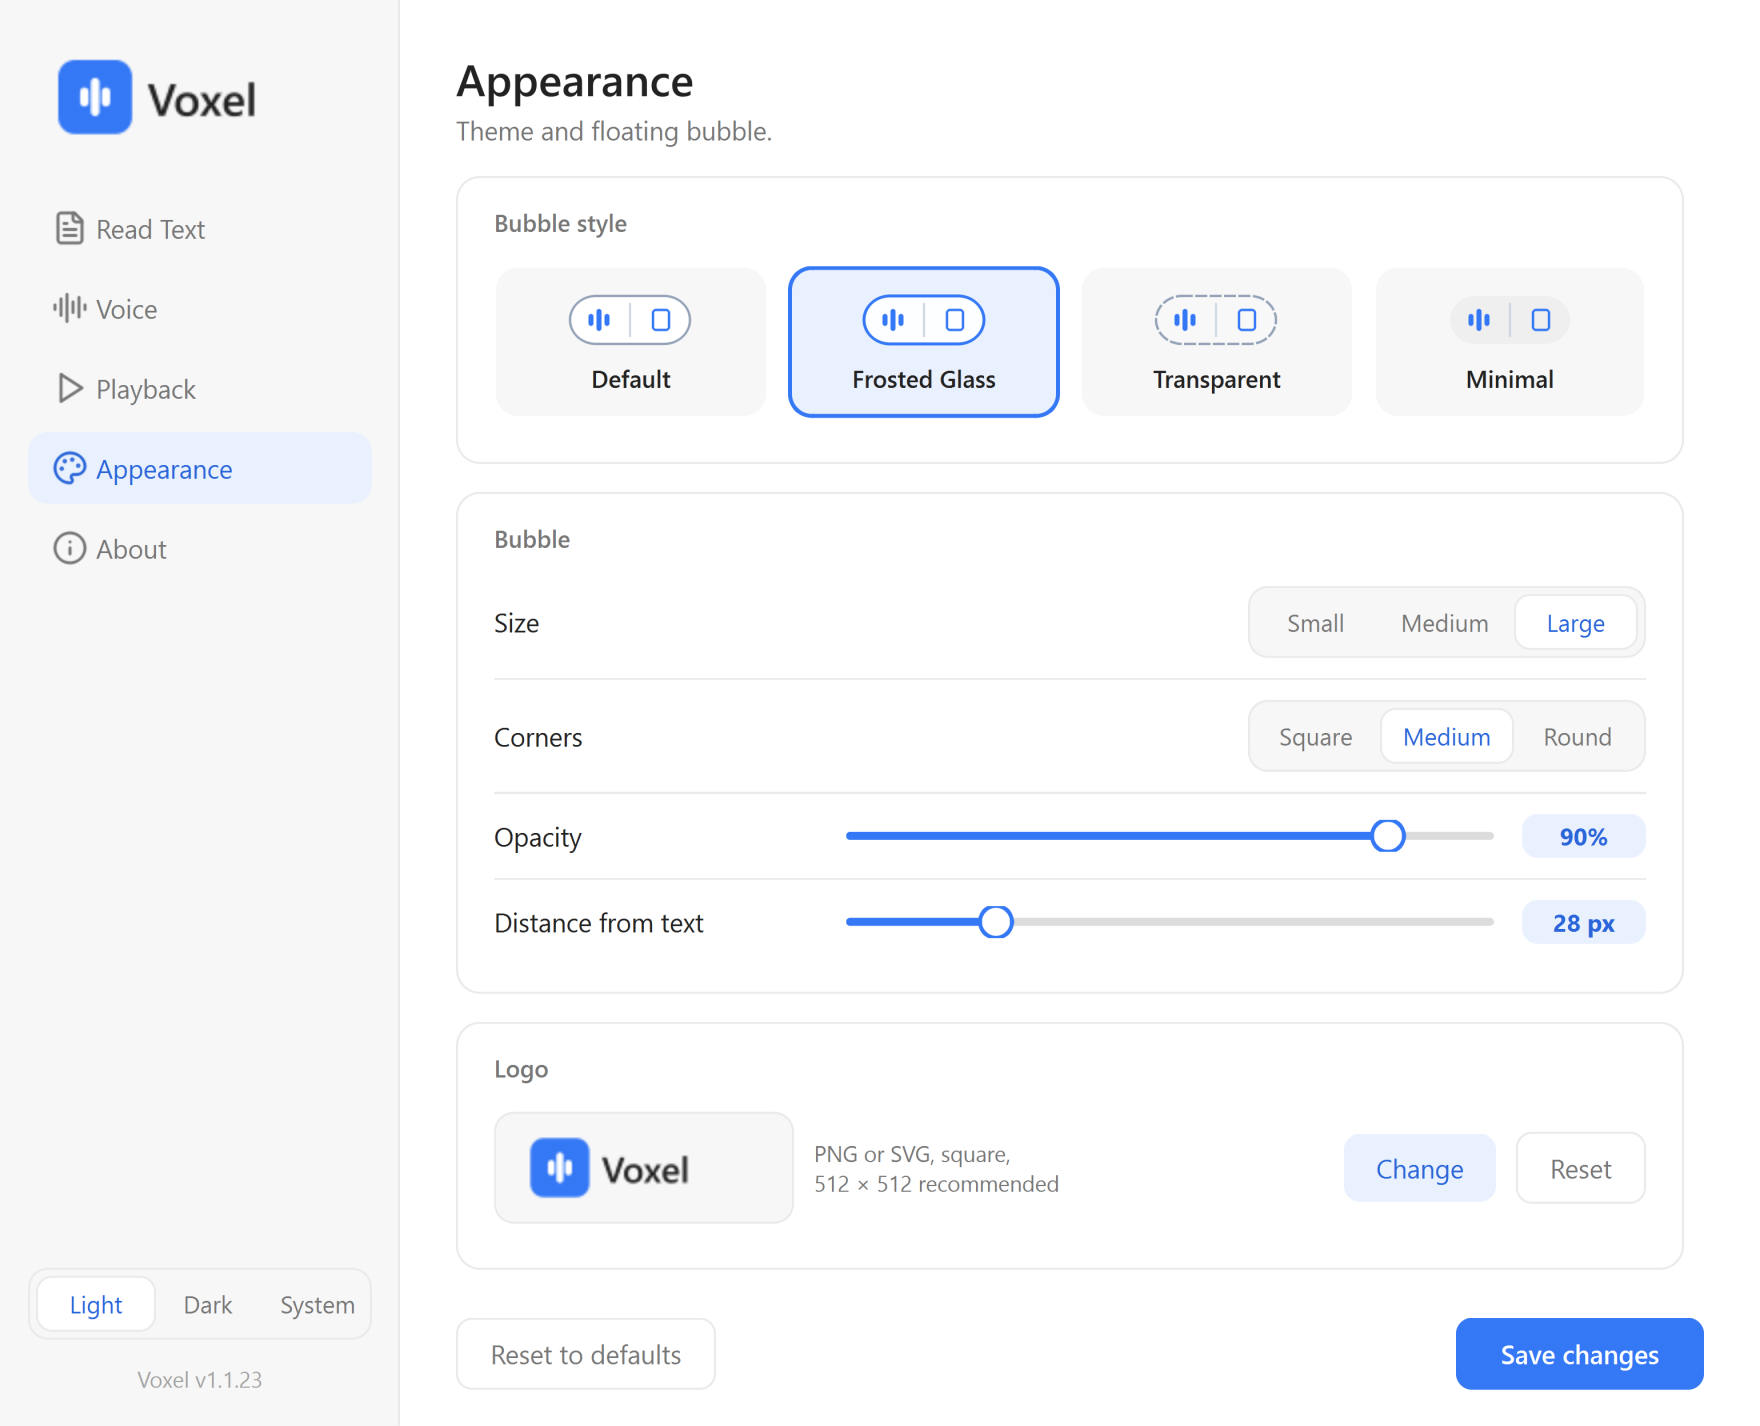 Voxel
Read Text
Voice
Playback
Appearance
About
Light Dark System
Voxel v1.1.23
Appearance
Theme and floating bubble.
Bubble style
Default Frosted Glass Transparent Minimal
Bubble
Size Small Medium Large
Corners Square Medium Round
Opacity 90%
Distance from text 28 px
Logo
Voxel
PNG or SVG, square,
512 × 512 recommended
Change Reset
Reset to defaults Save changes